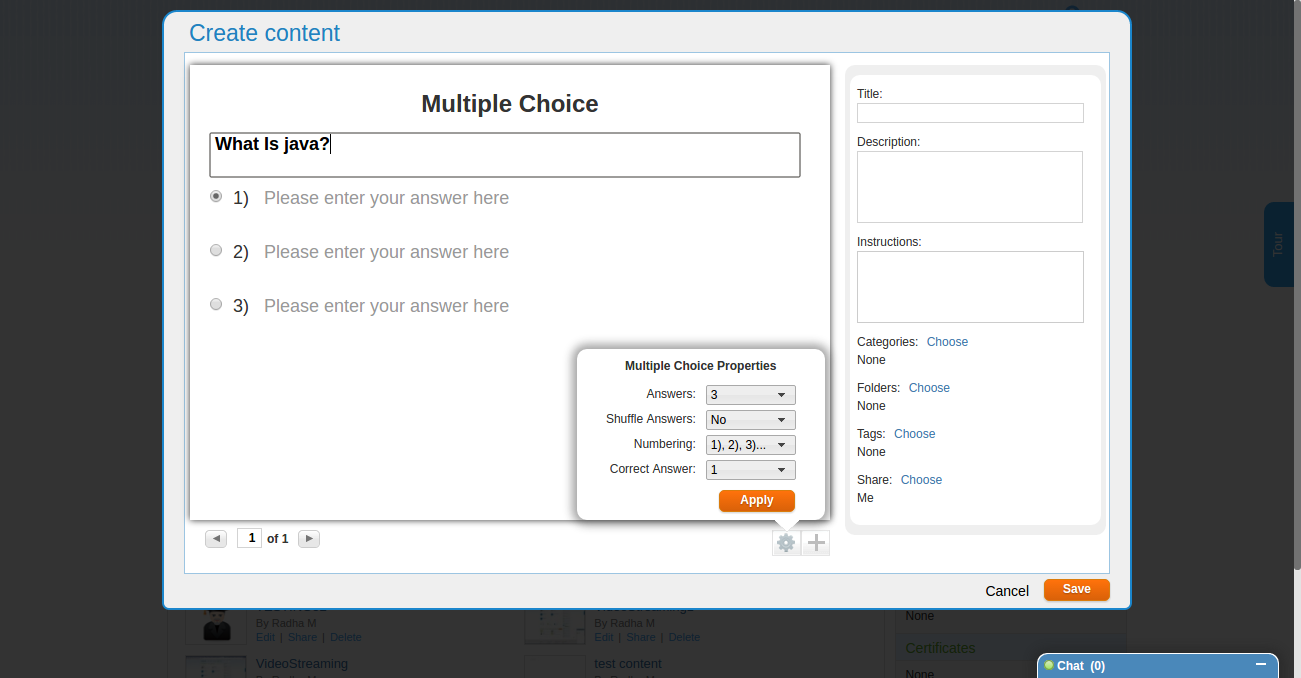 Create content
Multiple Choice
What Is java?
1) Please enter your answer here
2) Please enter your answer here
3) Please enter your answer here
Multiple Choice Properties
Answers: 3
Shuffle Answers: No
Numbering: 1), 2), 3)...
Correct Answer: 1
Apply
1 of 1
Title:
Description:
Instructions:
Categories: Choose
None
Folders: Choose
None
Tags: Choose
None
Share: Choose
Me
Cancel
Save
Tour
By Radha M
Edit | Share | Delete
By Radha M
Edit | Share | Delete
None
VideoStreaming
test content
Certificates
None
Chat (0)